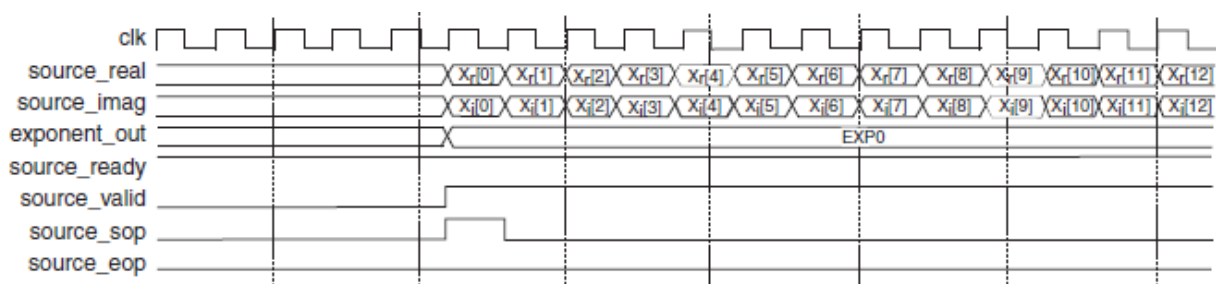 clk
source_real Xr[0] Xr[1] Xr[2] Xr[3] Xr[4] Xr[5] Xr[6] Xr[7] Xr[8] Xr[9] Xr[10] Xr[11] Xr[12]
source_imag Xi[0] Xi[1] Xi[2] Xi[3] Xi[4] Xi[5] Xi[6] Xi[7] Xi[8] Xi[9] Xi[10] Xi[11] Xi[12]
exponent_out EXP0
source_ready
source_valid
source_sop
source_eop